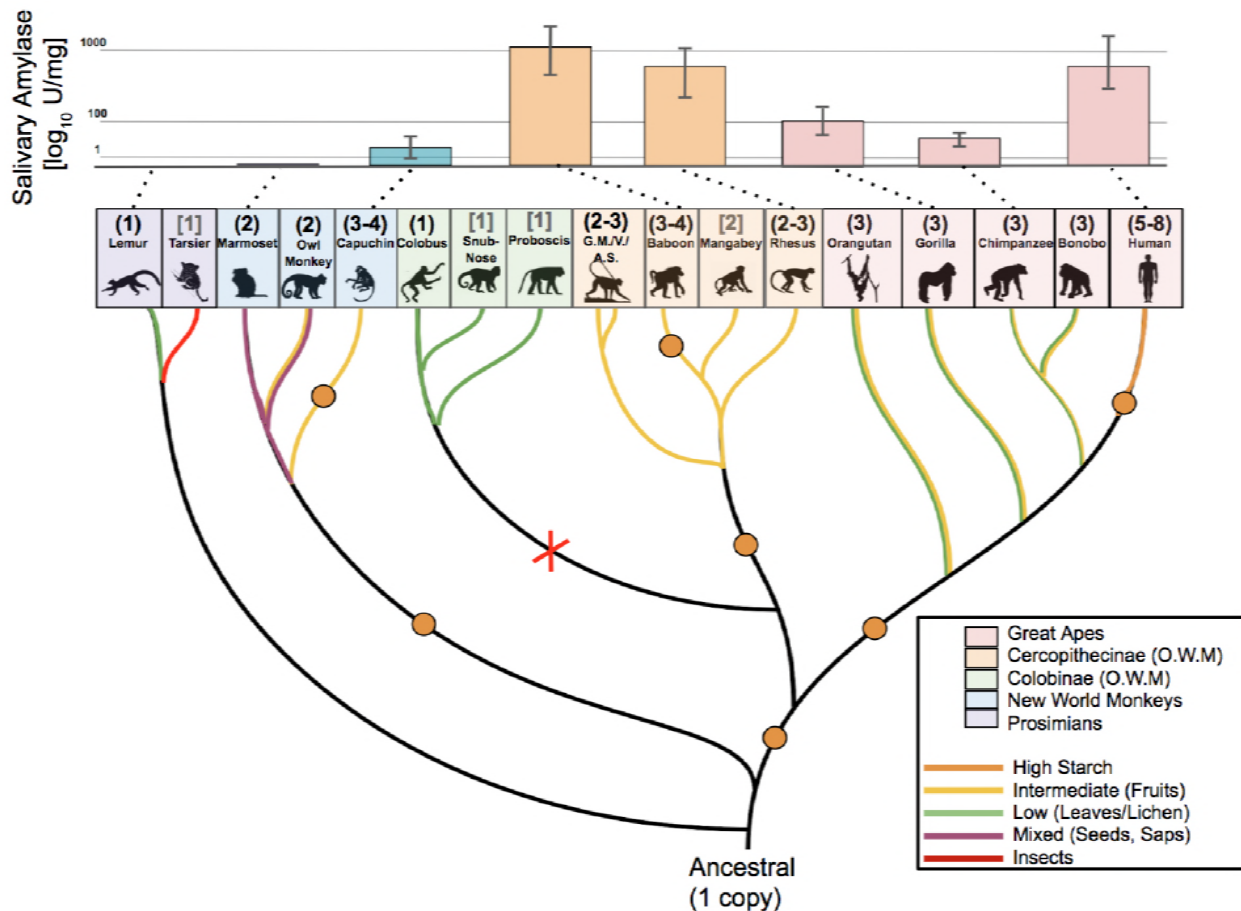 Salivary Amylase
[log10 U/mg]
1000
100
1
(1)
Lemur
[1]
Tarsier
(2)
Marmoset
(2)
Owl
Monkey
(3-4)
Capuchin
(1)
Colobus
[1]
Snub-
Nose
[1]
Proboscis
(2-3)
G.M./V./
A.S.
(3-4)
Baboon
[2]
Mangabey
(2-3)
Rhesus
(3)
Orangutan
(3)
Gorilla
(3)
Chimpanzee
(3)
Bonobo
(5-8)
Human
Great Apes
Cercopithecinae (O.W.M)
Colobinae (O.W.M)
New World Monkeys
Prosimians
High Starch
Intermediate (Fruits)
Low (Leaves/Lichen)
Mixed (Seeds, Saps)
Insects
Ancestral
(1 copy)